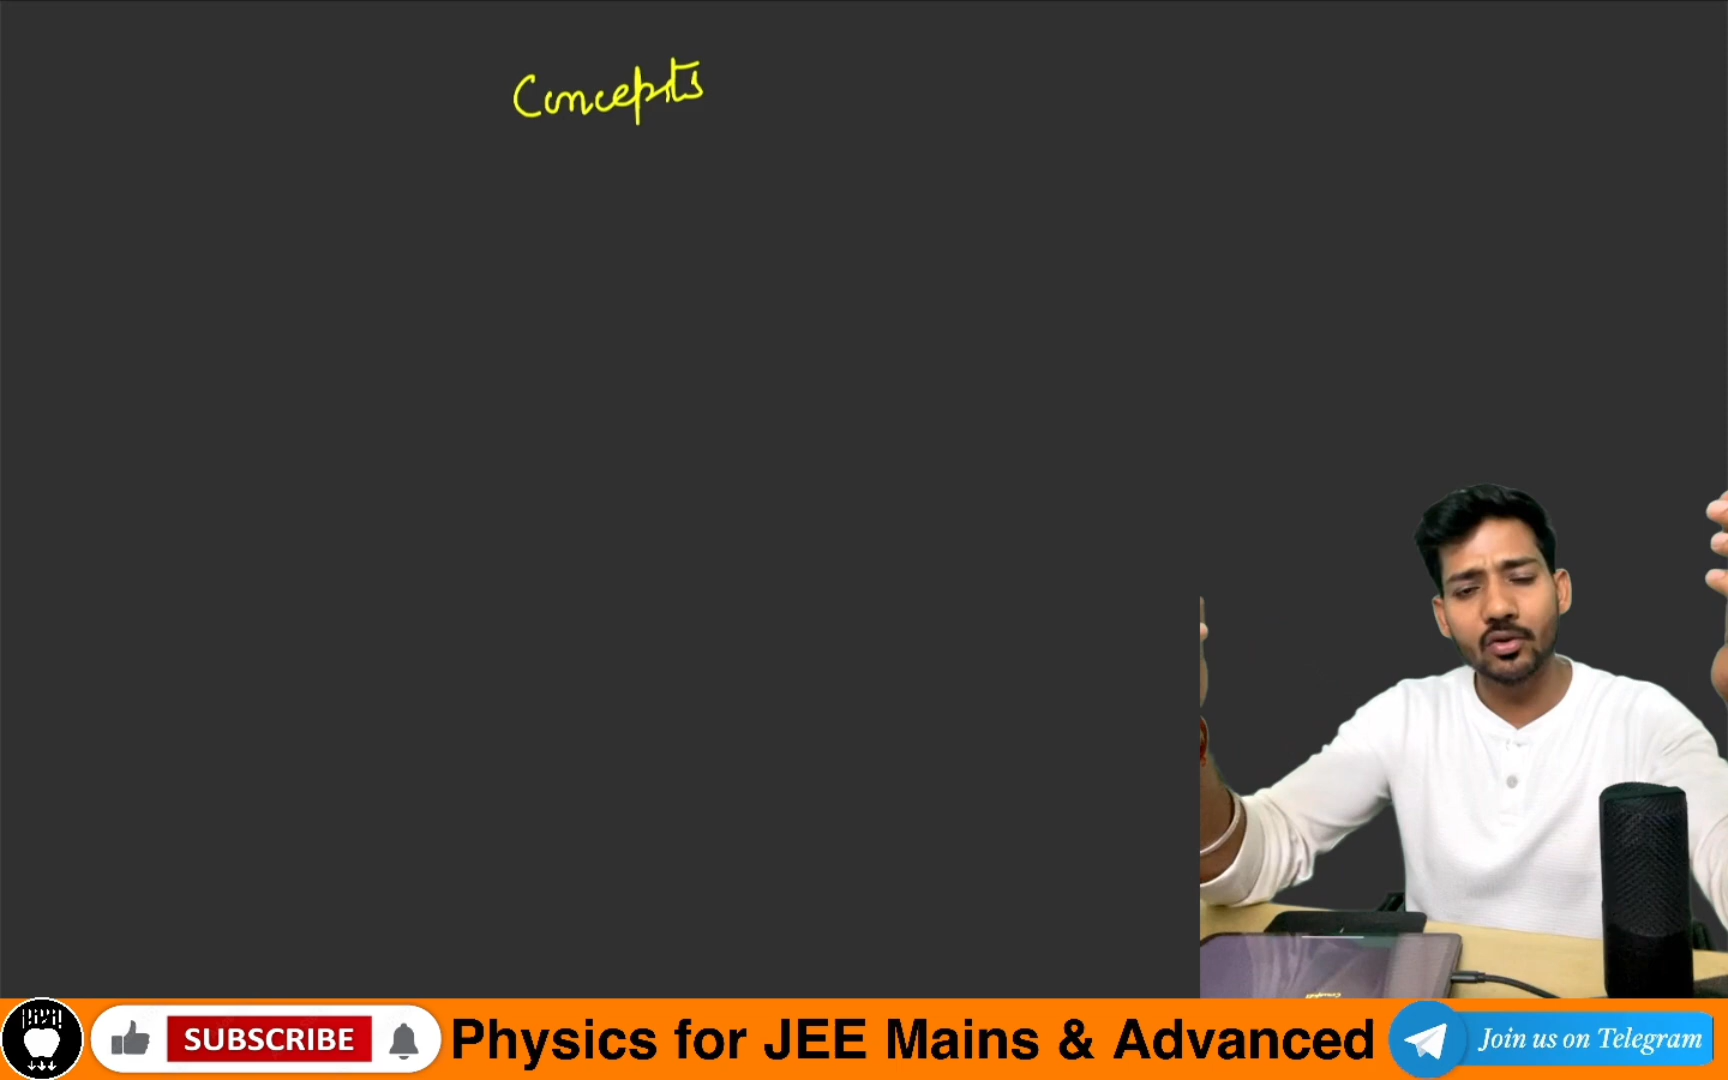 Concepts
SUBSCRIBE
Physics for JEE Mains & Advanced
Join us on Telegram